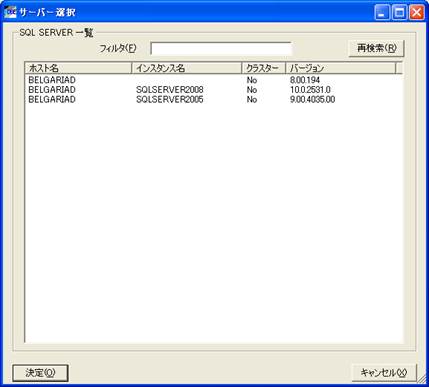 サーバー選択
SQL SERVER 一覧
フィルタ(F)
再検索(R)
ホスト名 インスタンス名 クラスター バージョン
BELGARIAD No 8.00.194
BELGARIAD SQLSERVER2008 No 10.0.2531.0
BELGARIAD SQLSERVER2005 No 9.00.4035.00
決定(O)
キャンセル(X)